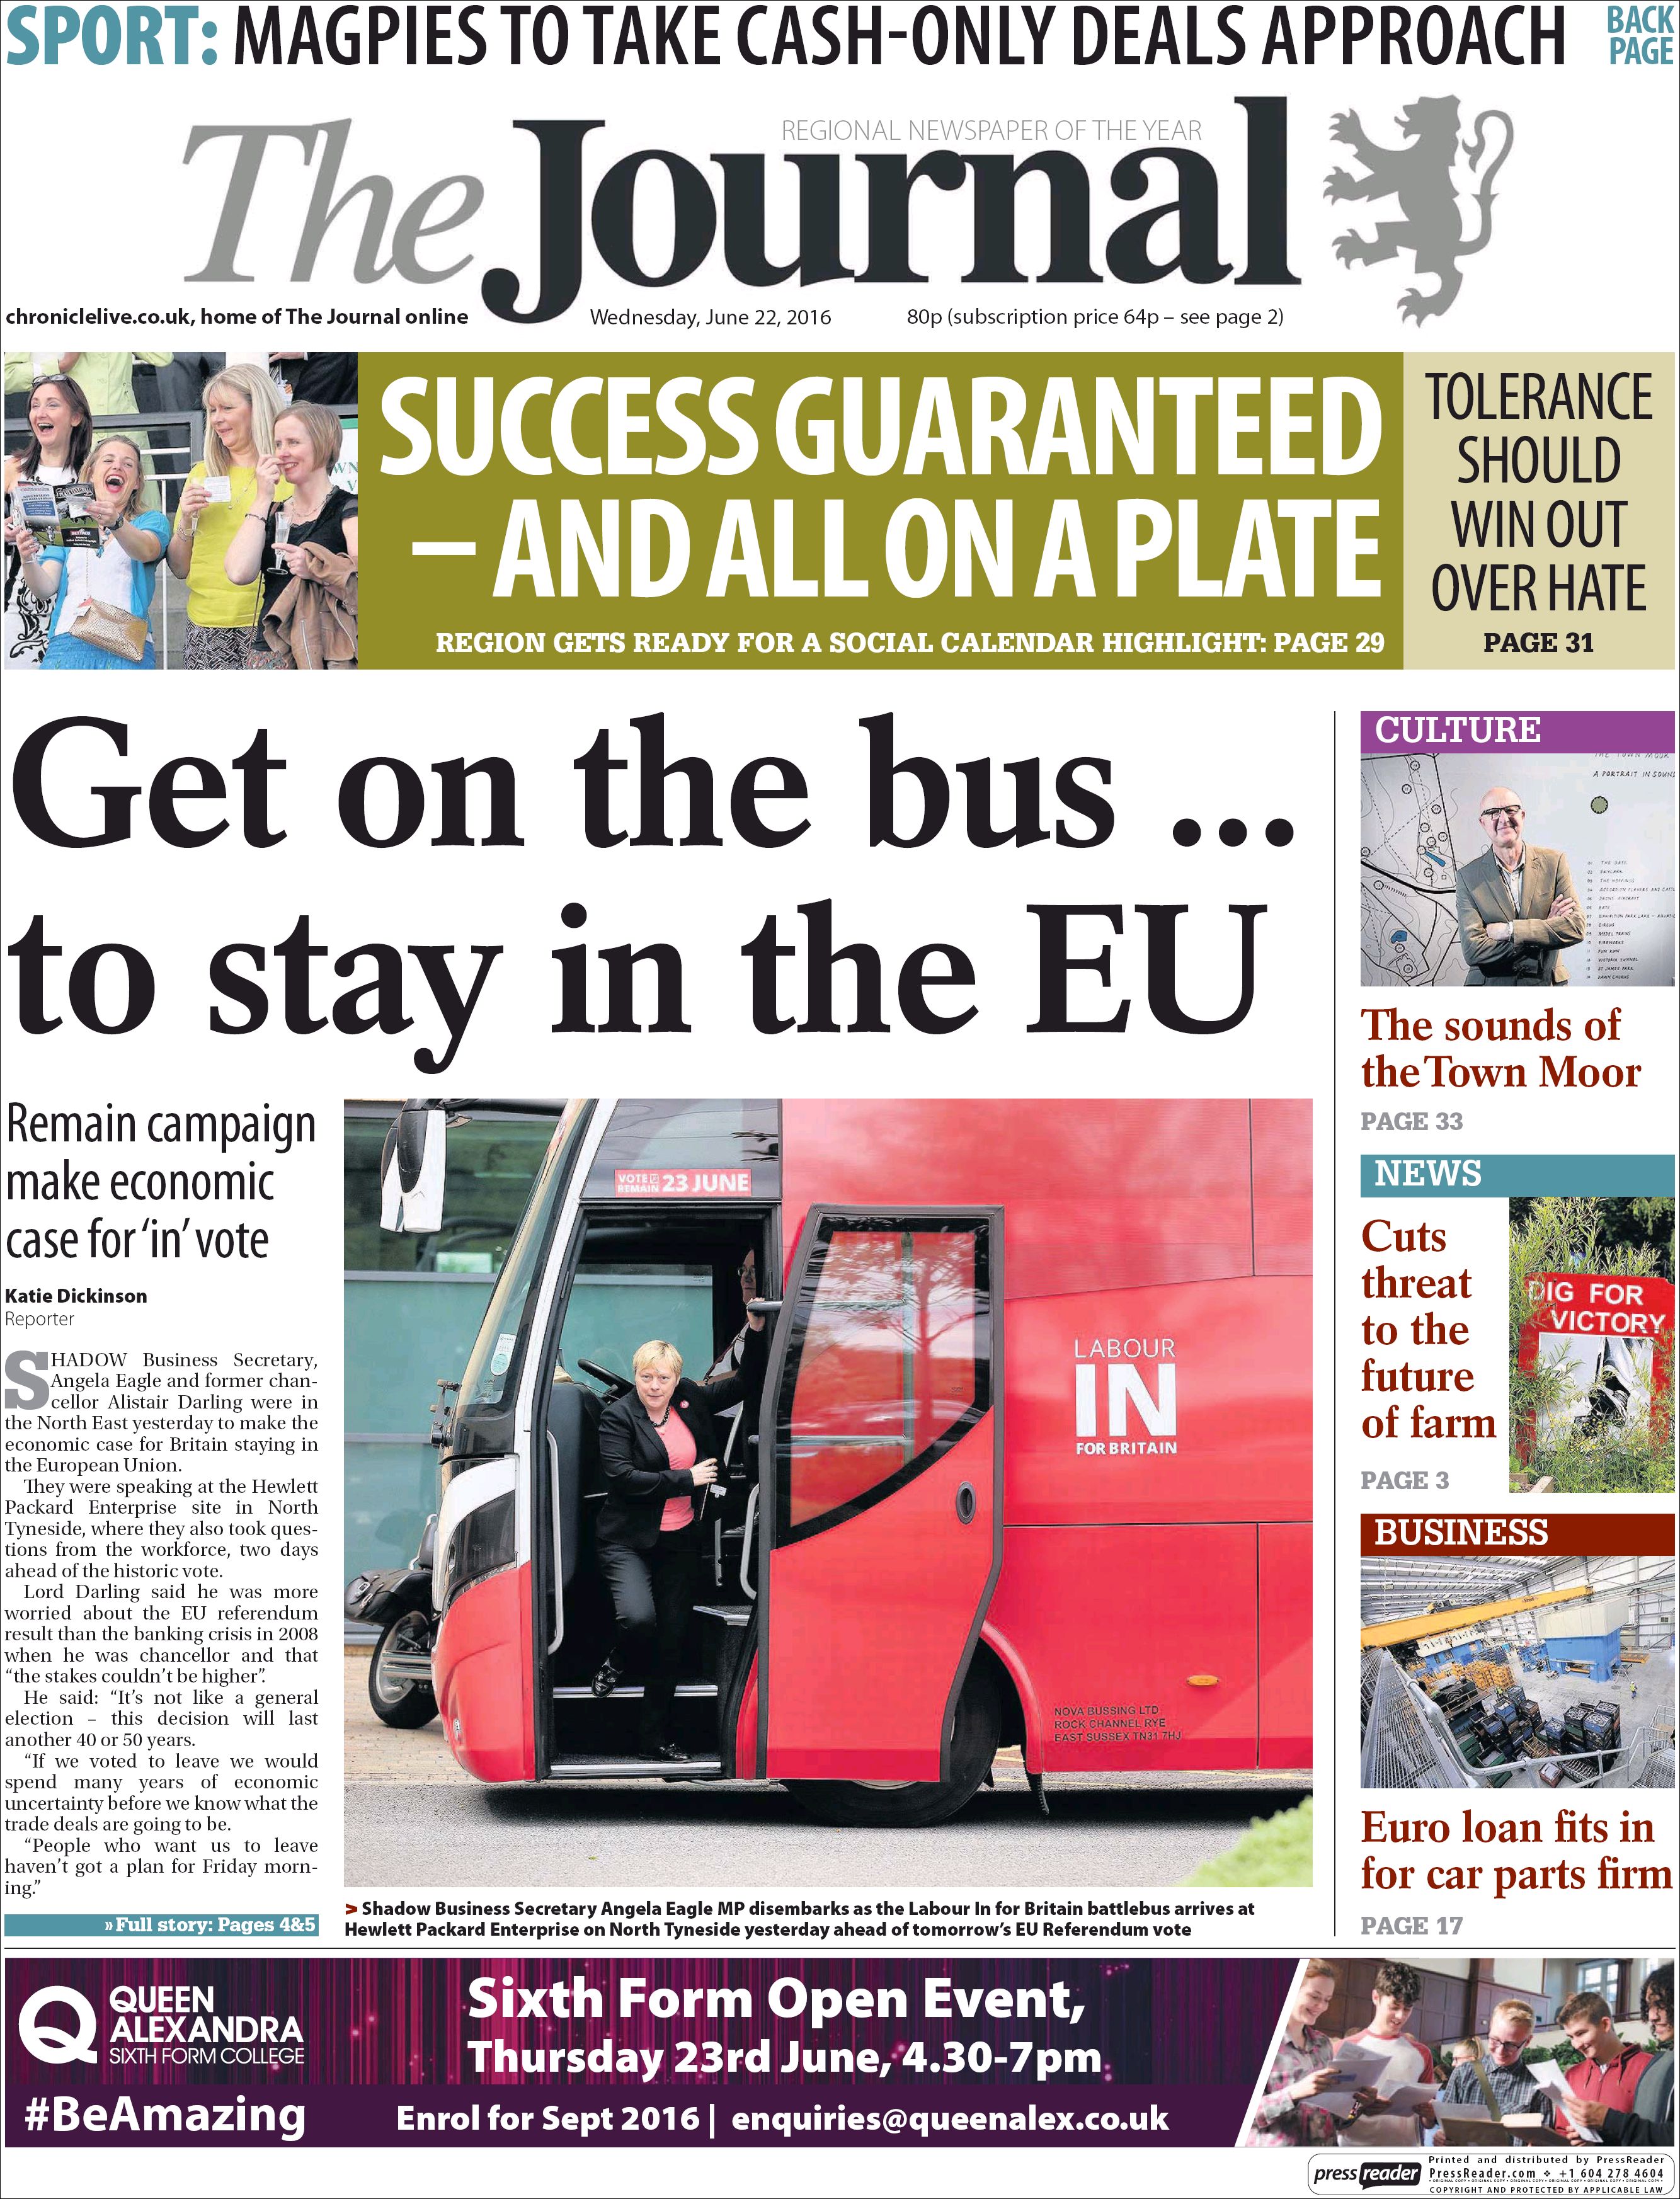 SPORT: MAGPIES TO TAKE CASH-ONLY DEALS APPROACH
BACK
PAGE
REGIONAL NEWSPAPER OF THE YEAR
The Journal
chroniclelive.co.uk, home of The Journal online
Wednesday, June 22, 2016
80p (subscription price 64p – see page 2)
SUCCESS GUARANTEED
– AND ALL ON A PLATE
REGION GETS READY FOR A SOCIAL CALENDAR HIGHLIGHT: PAGE 29
TOLERANCE
SHOULD
WIN OUT
OVER HATE
PAGE 31
Get on the bus ...
to stay in the EU
Remain campaign
make economic
case for ‘in’ vote
Katie Dickinson
Reporter
SHADOW Business Secretary,
Angela Eagle and former chan-
cellor Alistair Darling were in
the North East yesterday to make the
economic case for Britain staying in
the European Union.
They were speaking at the Hewlett
Packard Enterprise site in North
Tyneside, where they also took ques-
tions from the workforce, two days
ahead of the historic vote.
Lord Darling said he was more
worried about the EU referendum
result than the banking crisis in 2008
when he was chancellor and that
“the stakes couldn’t be higher”.
He said: “It’s not like a general
election – this decision will last
another 40 or 50 years.
“If we voted to leave we would
spend many years of economic
uncertainty before we know what the
trade deals are going to be.
“People who want us to leave
haven’t got a plan for Friday morn-
ing.”
» Full story: Pages 4&5
VOTE
REMAIN 23 JUNE
LABOUR
IN
FOR BRITAIN
NOVA BUSSING LTD
ROCK CHANNEL RYE
EAST SUSSEX TN31 7HJ
> Shadow Business Secretary Angela Eagle MP disembarks as the Labour In for Britain battlebus arrives at
Hewlett Packard Enterprise on North Tyneside yesterday ahead of tomorrow’s EU Referendum vote
CULTURE
THE TOWN MOOR
A PORTRAIT IN SOUN
The sounds of
the Town Moor
PAGE 33
NEWS
Cuts
threat
to the
future
of farm
PAGE 3
DIG FOR
VICTORY
BUSINESS
Euro loan fits in
for car parts firm
PAGE 17
QUEEN
ALEXANDRA
SIXTH FORM COLLEGE
#BeAmazing
Sixth Form Open Event,
Thursday 23rd June, 4.30-7pm
Enrol for Sept 2016 | enquiries@queenalex.co.uk
pressreader
Printed and distributed by PressReader
PressReader.com + +1 604 278 4604
COPYRIGHT AND PROTECTED BY APPLICABLE LAW